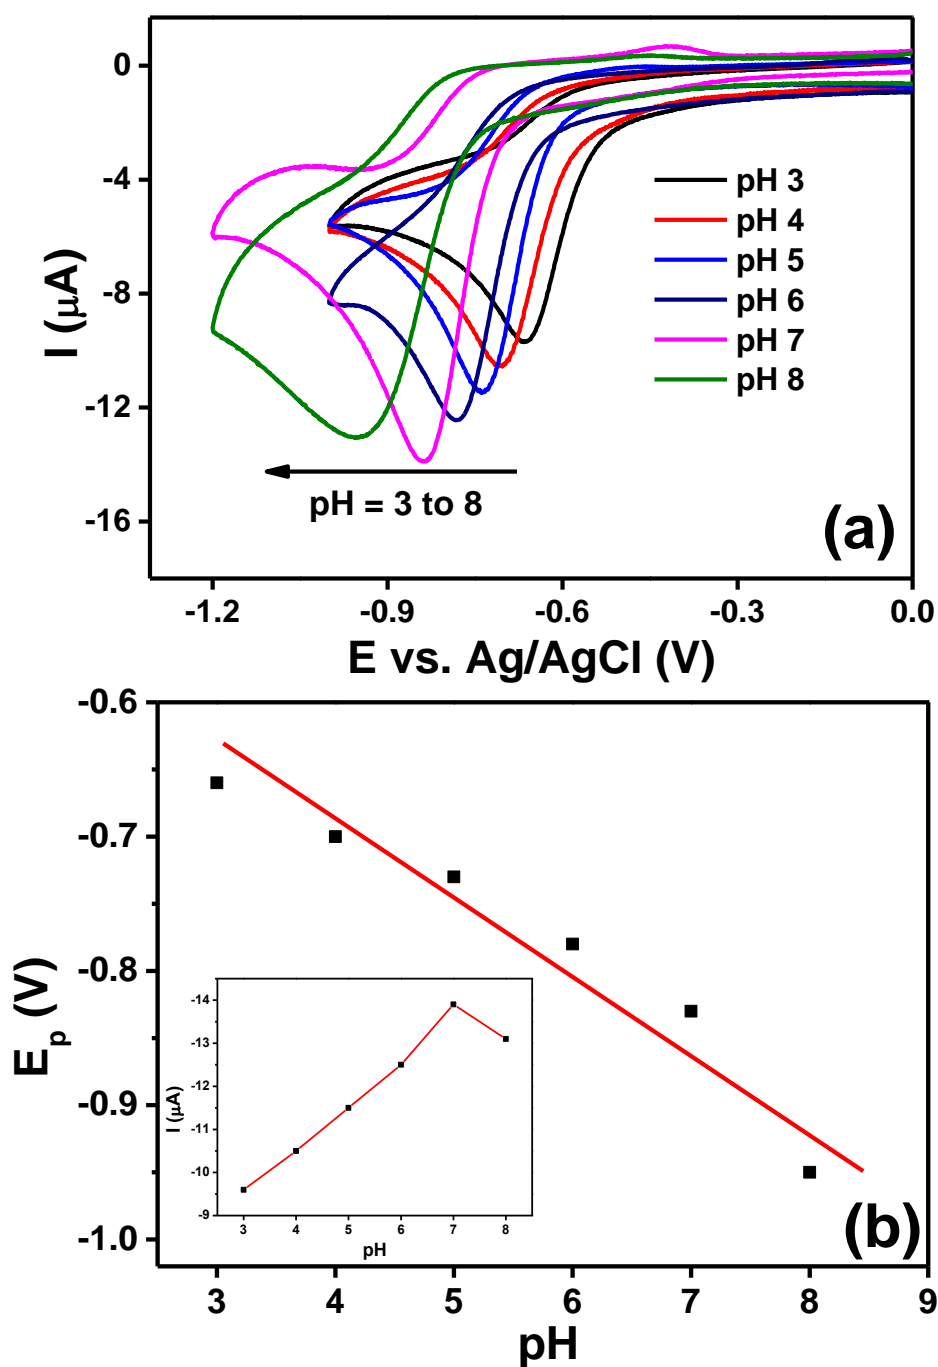 0
-4
-8
-12
-16
I (μA)
pH 3
pH 4
pH 5
pH 6
pH 7
pH 8
pH = 3 to 8
(a)
-1.2 -0.9 -0.6 -0.3 0.0
E vs. Ag/AgCl (V)
-0.6
-0.7
-0.8
-0.9
-1.0
Ep (V)
-14
-13
-12
-11
-10
-9
I (μA)
3 4 5 6 7 8
pH
(b)
3 4 5 6 7 8 9
pH